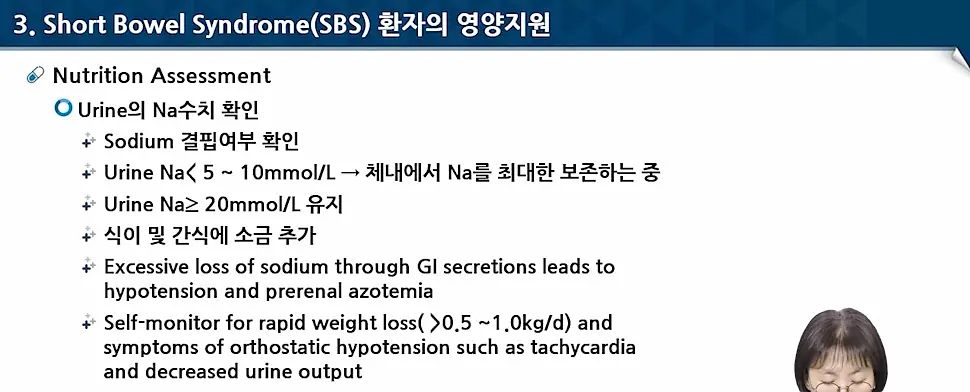 3. Short Bowel Syndrome(SBS) 환자의 영양지원
Nutrition Assessment
Urine의 Na수치 확인
Sodium 결핍여부 확인
Urine Na< 5 ~ 10mmol/L → 체내에서 Na를 최대한 보존하는 중
Urine Na≥ 20mmol/L 유지
식이 및 간식에 소금 추가
Excessive loss of sodium through GI secretions leads to
hypotension and prerenal azotemia
Self-monitor for rapid weight loss( >0.5 ~1.0kg/d) and
symptoms of orthostatic hypotension such as tachycardia
and decreased urine output